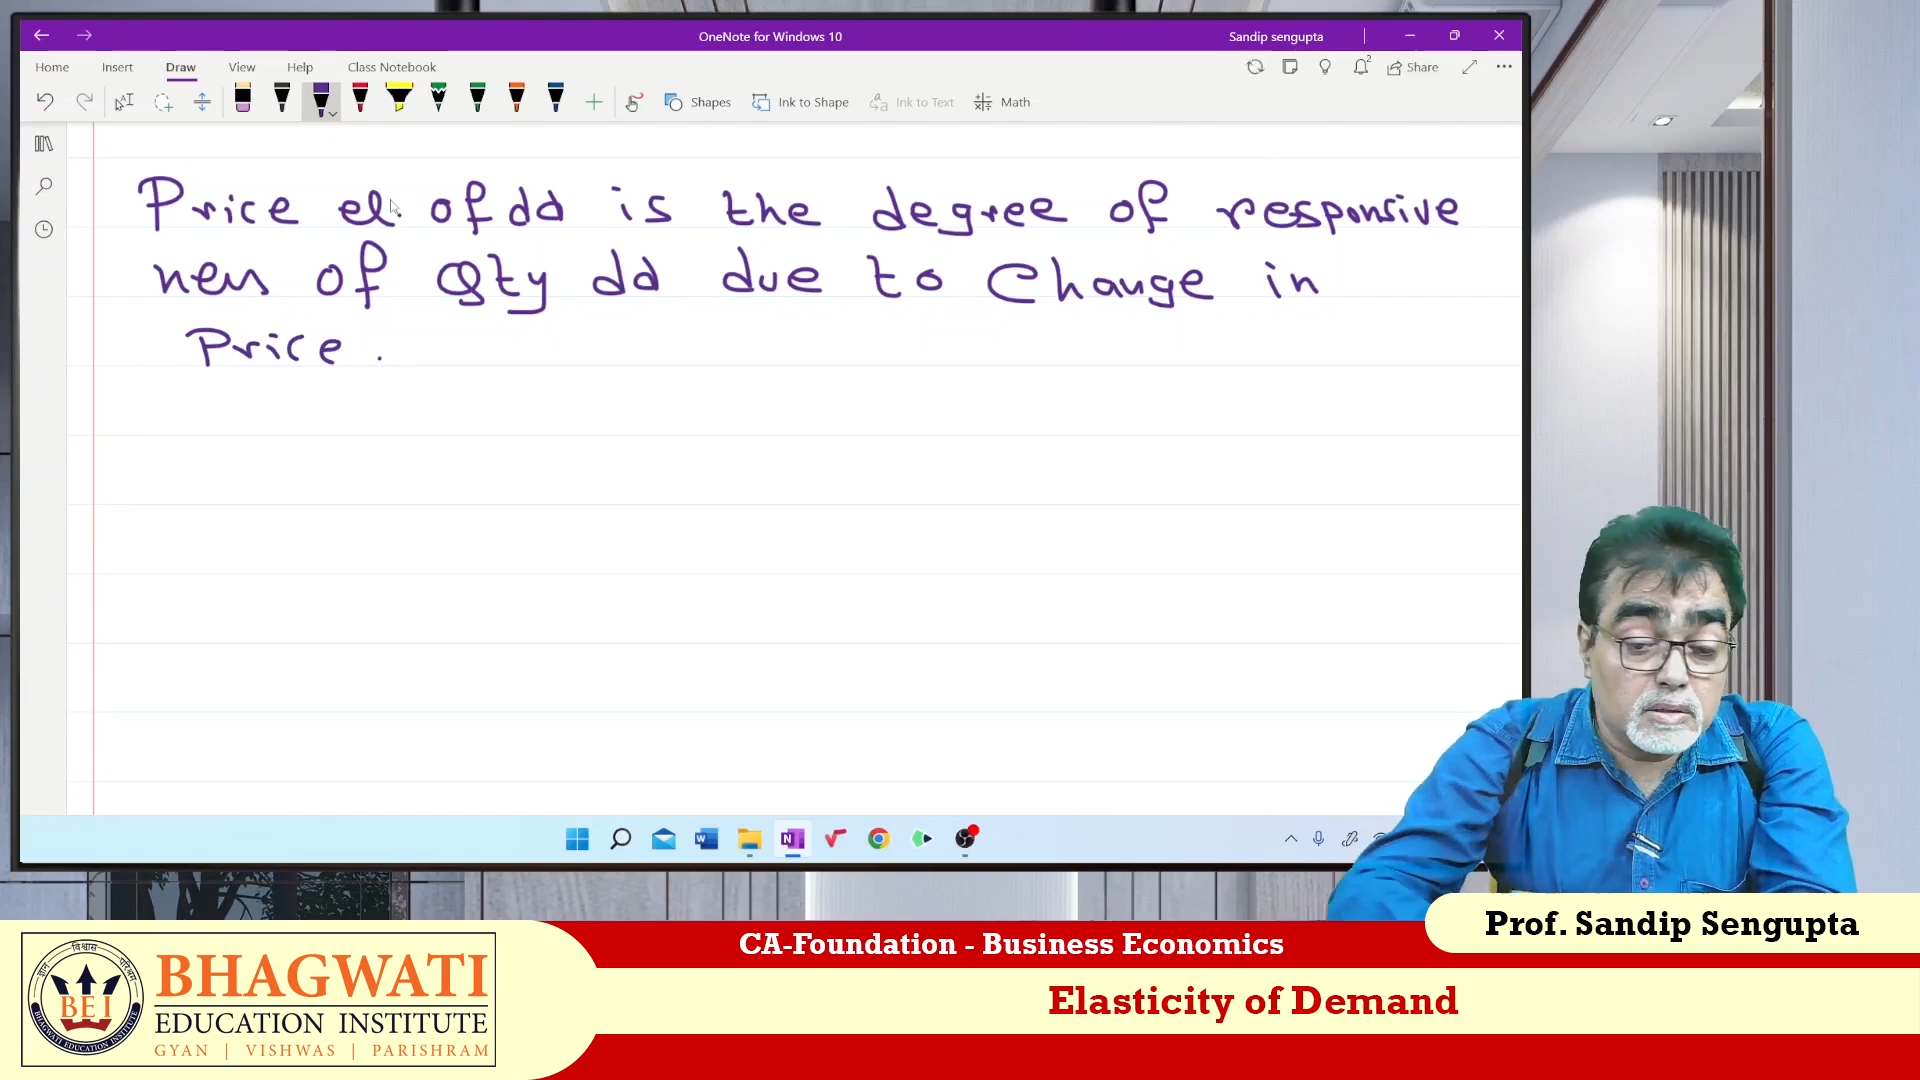 OneNote for Windows 10
Sandip sengupta
Home Insert Draw View Help Class Notebook
2
Share
Shapes Ink to Shape Ink to Text Math
Price el. of dd is the degree of responsive
ness of Qty dd due to Change in
Price.
Prof. Sandip Sengupta
CA-Foundation - Business Economics
Elasticity of Demand
विश्वास
BEI
BHAGWATI
EDUCATION INSTITUTE
GYAN | VISHWAS | PARISHRAM